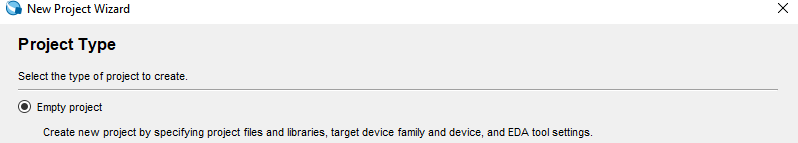 New Project Wizard
Project Type
Select the type of project to create.
Empty project
Create new project by specifying project files and libraries, target device family and device, and EDA tool settings.